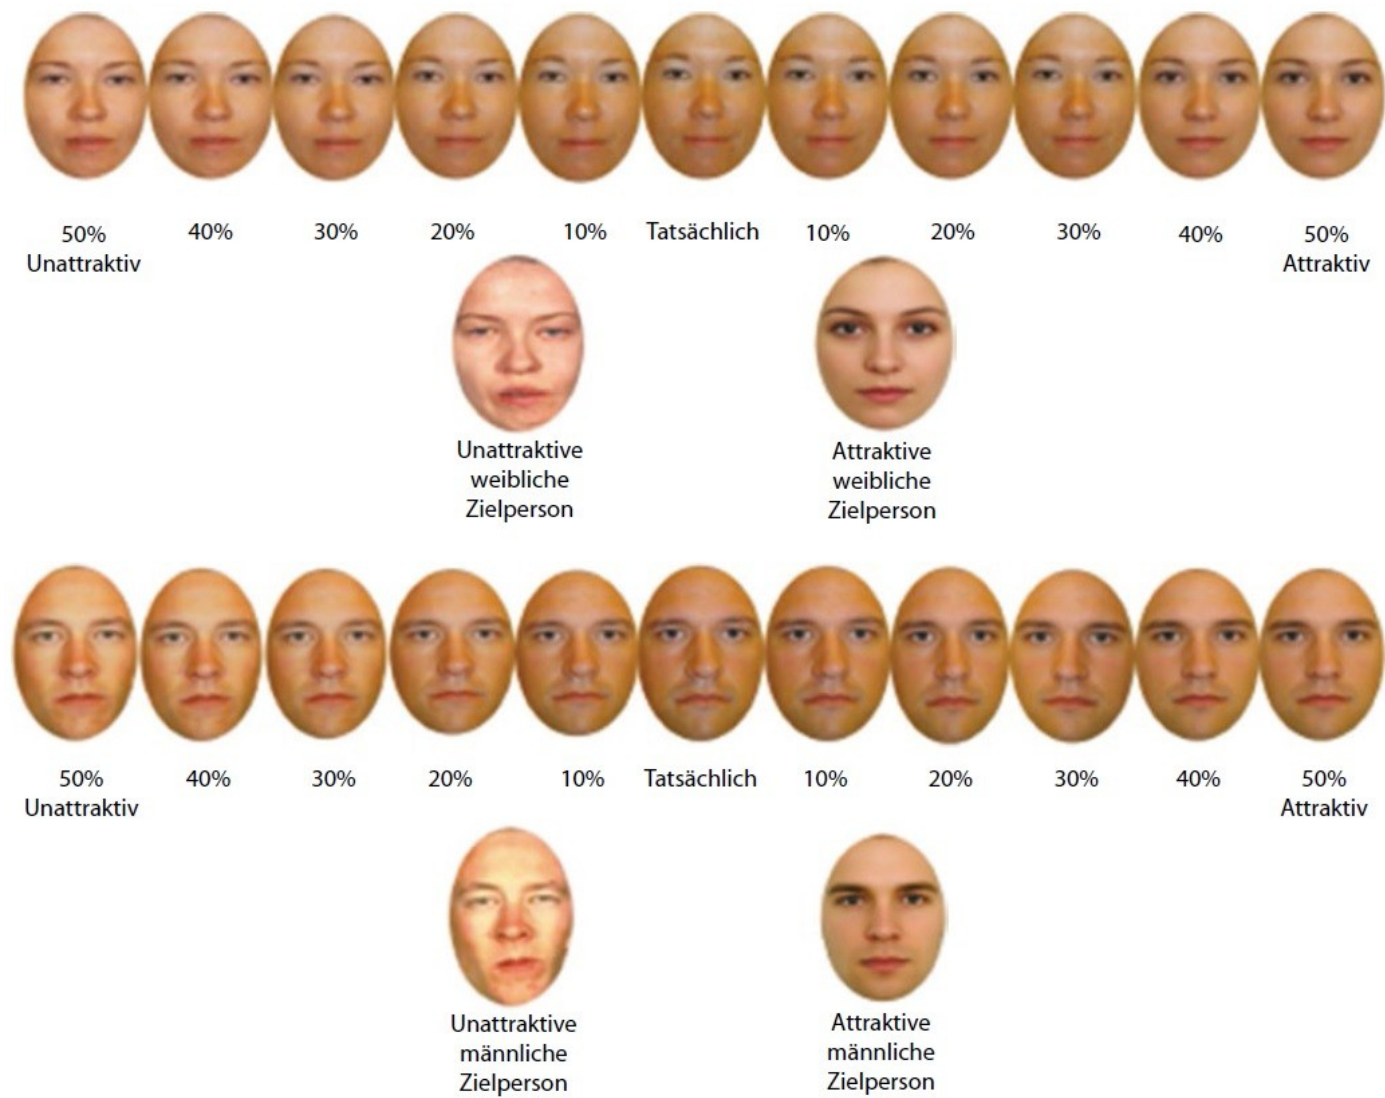 50% 40% 30% 20% 10% Tatsächlich 10% 20% 30% 40% 50%
Unattraktiv Attraktiv
Unattraktive
weibliche
Zielperson
Attraktive
weibliche
Zielperson
50% 40% 30% 20% 10% Tatsächlich 10% 20% 30% 40% 50%
Unattraktiv Attraktiv
Unattraktive
männliche
Zielperson
Attraktive
männliche
Zielperson